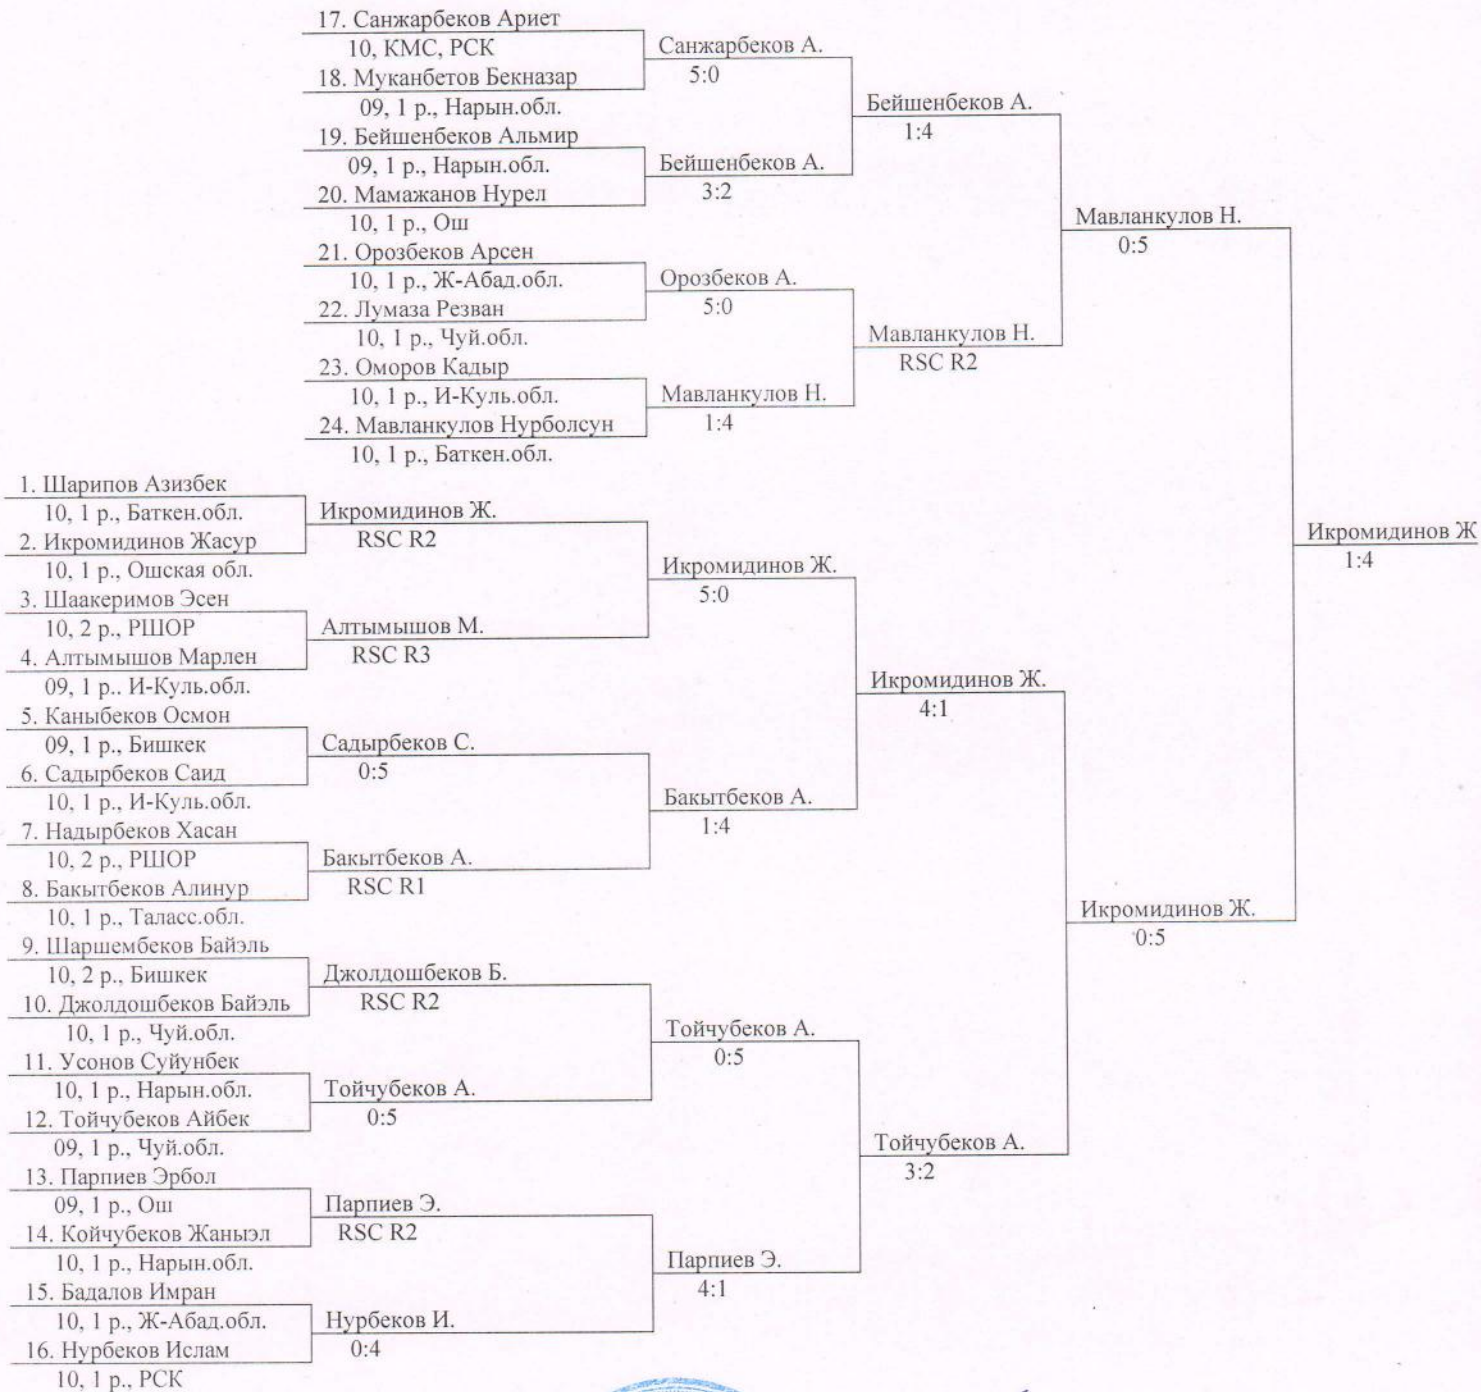 17. Санжарбеков Ариет
10, КМС, РСК
18. Муканбетов Бекназар
09, 1 р., Нарын.обл.
19. Бейшенбеков Альмир
09, 1 р., Нарын.обл.
20. Мамажанов Нурел
10, 1 р., Ош
21. Орозбеков Арсен
10, 1 р., Ж-Абад.обл.
22. Лумаза Резван
10, 1 р., Чуй.обл.
23. Оморов Кадыр
10, 1 р., И-Куль.обл.
24. Мавланкулов Нурболсун
10, 1 р., Баткен.обл.
Санжарбеков А.
5:0
Бейшенбеков А.
3:2
Орозбеков А.
5:0
Мавланкулов Н.
1:4
Бейшенбеков А.
1:4
Мавланкулов Н.
RSC R2
Мавланкулов Н.
0:5
1. Шарипов Азизбек
10, 1 р., Баткен.обл.
2. Икромидинов Жасур
10, 1 р., Ошская обл.
3. Шаакеримов Эсен
10, 2 р., РШОР
4. Алтымышов Марлен
09, 1 р.. И-Куль.обл.
5. Каныбеков Осмон
09, 1 р., Бишкек
6. Садырбеков Саид
10, 1 р., И-Куль.обл.
7. Надырбеков Хасан
10, 2 р., РШОР
8. Бакытбеков Алинур
10, 1 р., Таласс.обл.
9. Шаршембеков Байэль
10, 2 р., Бишкек
10. Джолдошбеков Байэль
10, 1 р., Чуй.обл.
11. Усонов Суйунбек
10, 1 р., Нарын.обл.
12. Тойчубеков Айбек
09, 1 р., Чуй.обл.
13. Парпиев Эрбол
09, 1 р., Ош
14. Койчубеков Жаныэл
10, 1 р., Нарын.обл.
15. Бадалов Имран
10, 1 р., Ж-Абад.обл.
16. Нурбеков Ислам
10, 1 р., РСК
Икромидинов Ж.
RSC R2
Алтымышов М.
RSC R3
Садырбеков С.
0:5
Бакытбеков А.
RSC R1
Джолдошбеков Б.
RSC R2
Тойчубеков А.
0:5
Парпиев Э.
RSC R2
Нурбеков И.
0:4
Икромидинов Ж.
5:0
Бакытбеков А.
1:4
Тойчубеков А.
0:5
Парпиев Э.
4:1
Икромидинов Ж.
4:1
Тойчубеков А.
3:2
Икромидинов Ж.
0:5
Икромидинов Ж
1:4